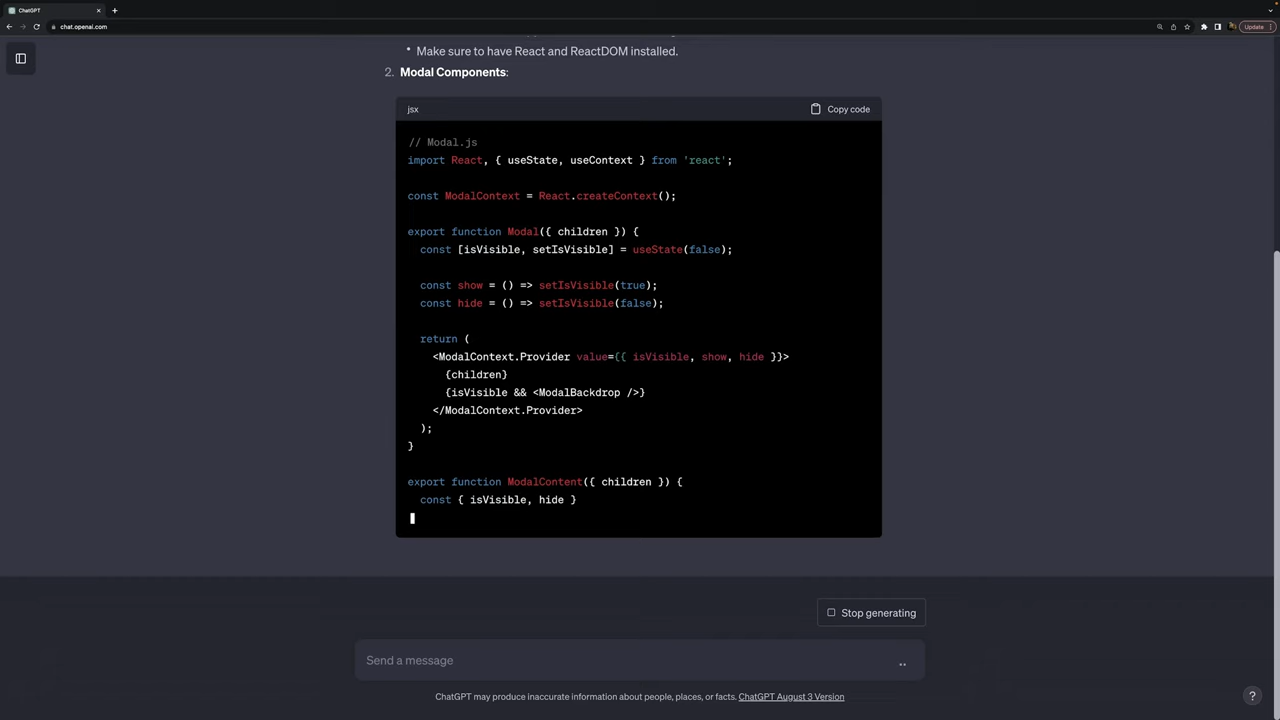 ChatGPT
chat.openai.com
Update
• Make sure to have React and ReactDOM installed.
2. Modal Components:
jsx
Copy code
// Modal.js
import React, { useState, useContext } from 'react';
const ModalContext = React.createContext();
export function Modal({ children }) {
const [isVisible, setIsVisible] = useState(false);
const show = () => setIsVisible(true);
const hide = () => setIsVisible(false);
return (
<ModalContext.Provider value={{ isVisible, show, hide }}>
{children}
{isVisible && <ModalBackdrop />}
</ModalContext.Provider>
);
}
export function ModalContent({ children }) {
const { isVisible, hide }
Stop generating
Send a message
ChatGPT may produce inaccurate information about people, places, or facts. ChatGPT August 3 Version
?